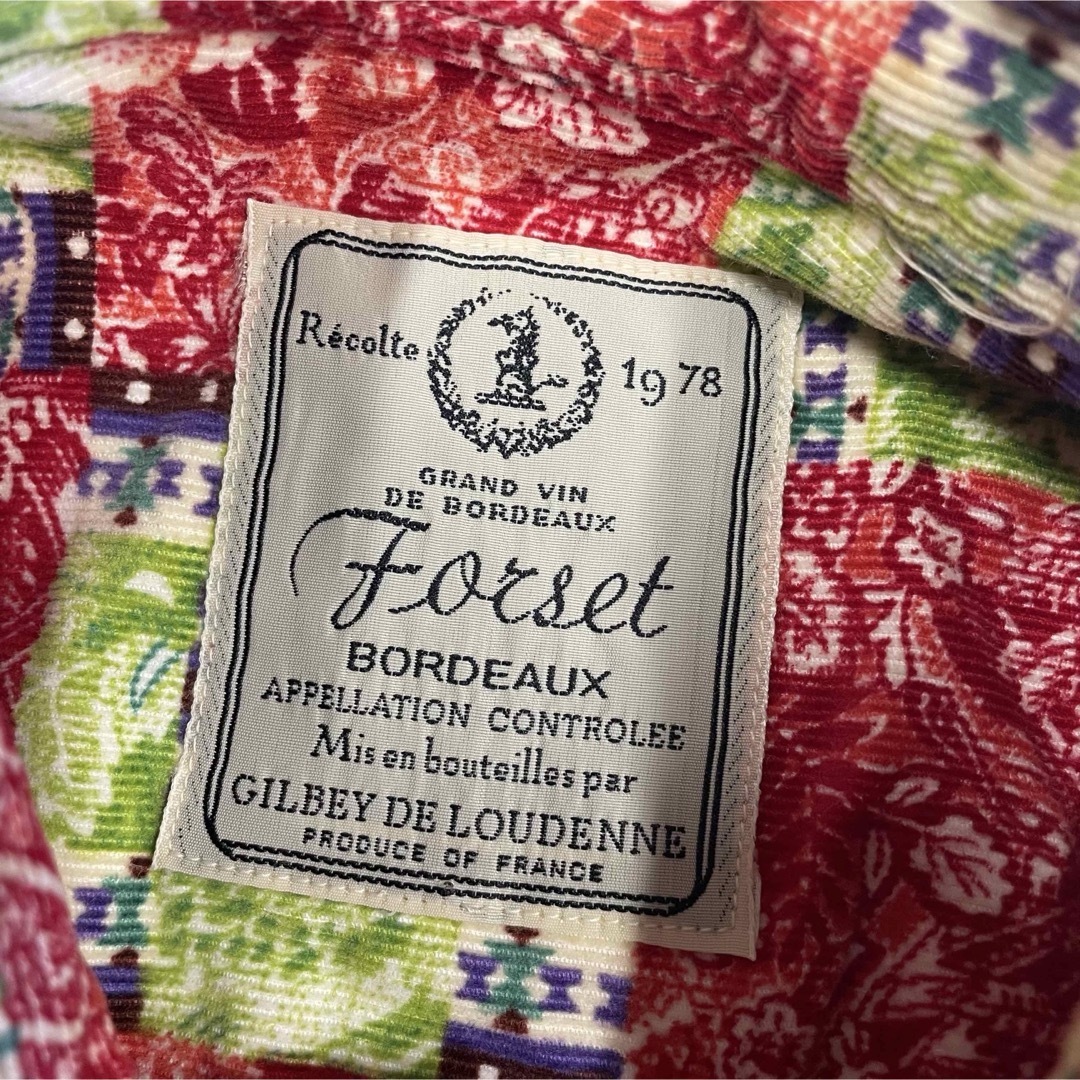 Récolte 1978
GRAND VIN
DE BORDEAUX
Forset
BORDEAUX
APPELLATION CONTROLEE
Mis en bouteilles par
GILBEY DE LOUDENNE
PRODUCE OF FRANCE